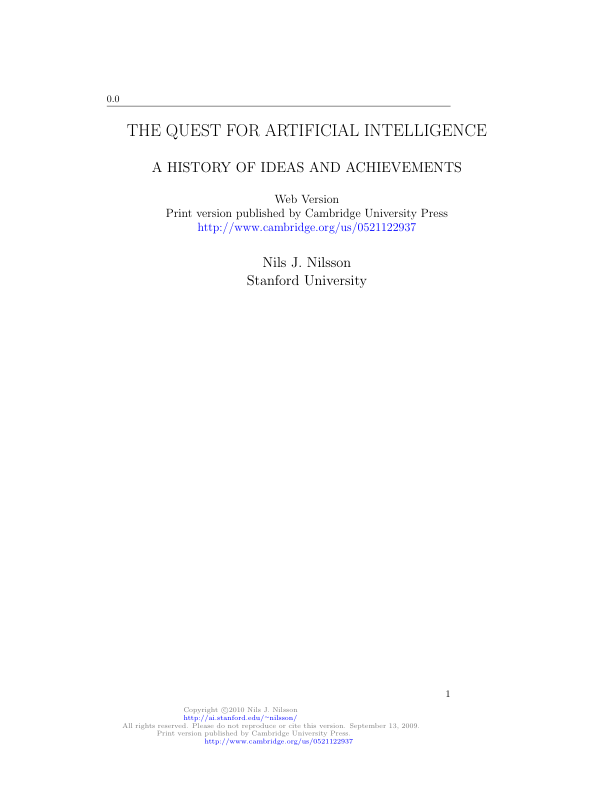 0.0
THE QUEST FOR ARTIFICIAL INTELLIGENCE
A HISTORY OF IDEAS AND ACHIEVEMENTS
Web Version
Print version published by Cambridge University Press
http://www.cambridge.org/us/0521122937
Nils J. Nilsson
Stanford University
1
Copyright ©2010 Nils J. Nilsson
http://ai.stanford.edu/~nilsson/
All rights reserved. Please do not reproduce or cite this version. September 13, 2009.
Print version published by Cambridge University Press.
http://www.cambridge.org/us/0521122937